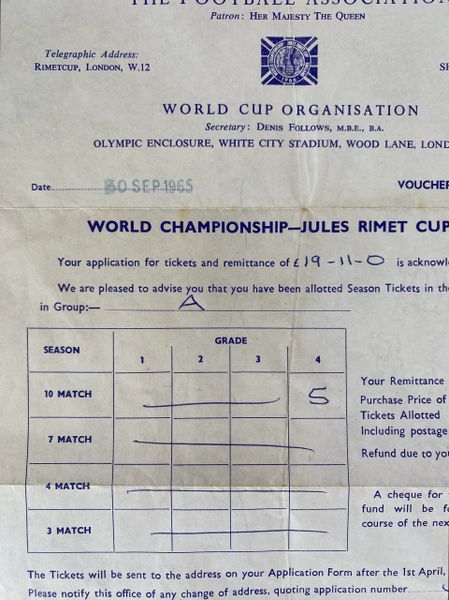 THE FOOTBALL ASSOCIATION
Patron: HER MAJESTY THE QUEEN
Telegraphic Address:
RIMETCUP, LONDON, W.12
WORLD CUP ORGANISATION
Secretary: DENIS FOLLOWS, M.B.E., B.A.
OLYMPIC ENCLOSURE, WHITE CITY STADIUM, WOOD LANE, LOND
Date 30 SEP 1965 VOUCHER
WORLD CHAMPIONSHIP—JULES RIMET CUP
Your application for tickets and remittance of £19-11-0 is acknowl
We are pleased to advise you that you have been allotted Season Tickets in the
in Group:— A
SEASON GRADE
1 2 3 4
10 MATCH 5
7 MATCH
4 MATCH
3 MATCH
Your Remittance
Purchase Price of
Tickets Allotted
Including postage
Refund due to you
A cheque for
fund will be fo
course of the nex
The Tickets will be sent to the address on your Application Form after the 1st April,
Please notify this office of any change of address, quoting application number